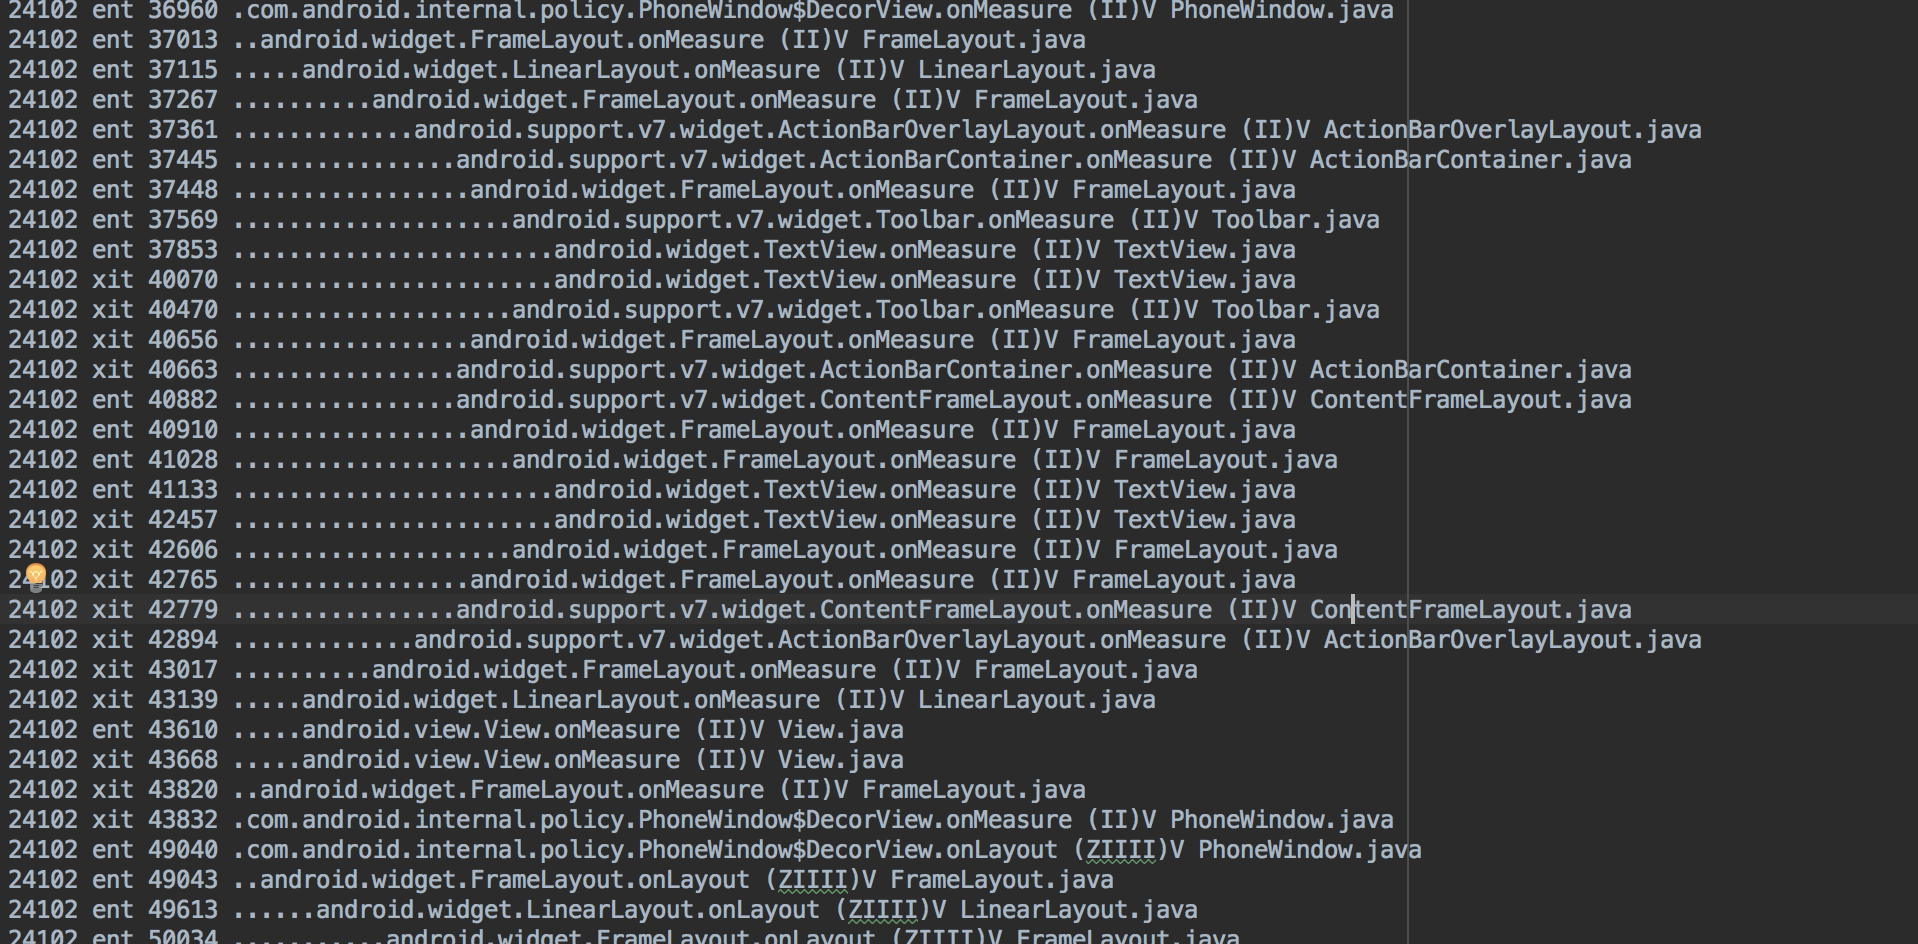 24102 ent 36960 .com.android.internal.policy.PhoneWindow$DecorView.onMeasure (II)V PhoneWindow.java
24102 ent 37013 ..android.widget.FrameLayout.onMeasure (II)V FrameLayout.java
24102 ent 37115 .....android.widget.LinearLayout.onMeasure (II)V LinearLayout.java
24102 ent 37267 ..........android.widget.FrameLayout.onMeasure (II)V FrameLayout.java
24102 ent 37361 .............android.support.v7.widget.ActionBarOverlayLayout.onMeasure (II)V ActionBarOverlayLayout.java
24102 ent 37445 ................android.support.v7.widget.ActionBarContainer.onMeasure (II)V ActionBarContainer.java
24102 ent 37448 .................android.widget.FrameLayout.onMeasure (II)V FrameLayout.java
24102 ent 37569 ....................android.support.v7.widget.Toolbar.onMeasure (II)V Toolbar.java
24102 ent 37853 .......................android.widget.TextView.onMeasure (II)V TextView.java
24102 xit 40070 .......................android.widget.TextView.onMeasure (II)V TextView.java
24102 xit 40470 ....................android.support.v7.widget.Toolbar.onMeasure (II)V Toolbar.java
24102 xit 40656 .................android.widget.FrameLayout.onMeasure (II)V FrameLayout.java
24102 xit 40663 ................android.support.v7.widget.ActionBarContainer.onMeasure (II)V ActionBarContainer.java
24102 ent 40882 ................android.support.v7.widget.ContentFrameLayout.onMeasure (II)V ContentFrameLayout.java
24102 ent 40910 .................android.widget.FrameLayout.onMeasure (II)V FrameLayout.java
24102 ent 41028 ....................android.widget.FrameLayout.onMeasure (II)V FrameLayout.java
24102 ent 41133 .......................android.widget.TextView.onMeasure (II)V TextView.java
24102 xit 42457 .......................android.widget.TextView.onMeasure (II)V TextView.java
24102 xit 42606 ....................android.widget.FrameLayout.onMeasure (II)V FrameLayout.java
24102 xit 42765 .................android.widget.FrameLayout.onMeasure (II)V FrameLayout.java
24102 xit 42779 ................android.support.v7.widget.ContentFrameLayout.onMeasure (II)V ContentFrameLayout.java
24102 xit 42894 .............android.support.v7.widget.ActionBarOverlayLayout.onMeasure (II)V ActionBarOverlayLayout.java
24102 xit 43017 ..........android.widget.FrameLayout.onMeasure (II)V FrameLayout.java
24102 xit 43139 .....android.widget.LinearLayout.onMeasure (II)V LinearLayout.java
24102 ent 43610 .....android.view.View.onMeasure (II)V View.java
24102 xit 43668 .....android.view.View.onMeasure (II)V View.java
24102 xit 43820 ..android.widget.FrameLayout.onMeasure (II)V FrameLayout.java
24102 xit 43832 .com.android.internal.policy.PhoneWindow$DecorView.onMeasure (II)V PhoneWindow.java
24102 ent 49040 .com.android.internal.policy.PhoneWindow$DecorView.onLayout (ZIIII)V PhoneWindow.java
24102 ent 49043 ..android.widget.FrameLayout.onLayout (ZIIII)V FrameLayout.java
24102 ent 49613 ......android.widget.LinearLayout.onLayout (ZIIII)V LinearLayout.java
24102 ent 50034 ...........android.widget.FrameLayout.onLayout (ZIIII)V FrameLayout.java